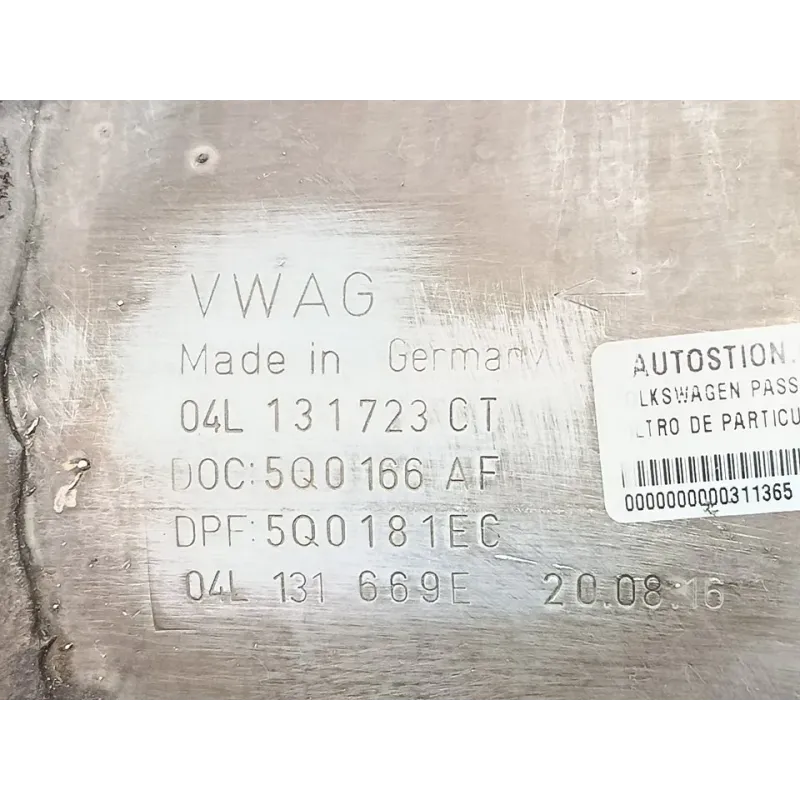 VWAG
Made in Germany
04L 131723 CT
DOC:5Q0166 AF
DPF:5Q0181EC
04L 131 669E 20.08.16
AUTOSTION.
LKSWAGEN PASS
LTRO DE PARTICU
0000000000311365